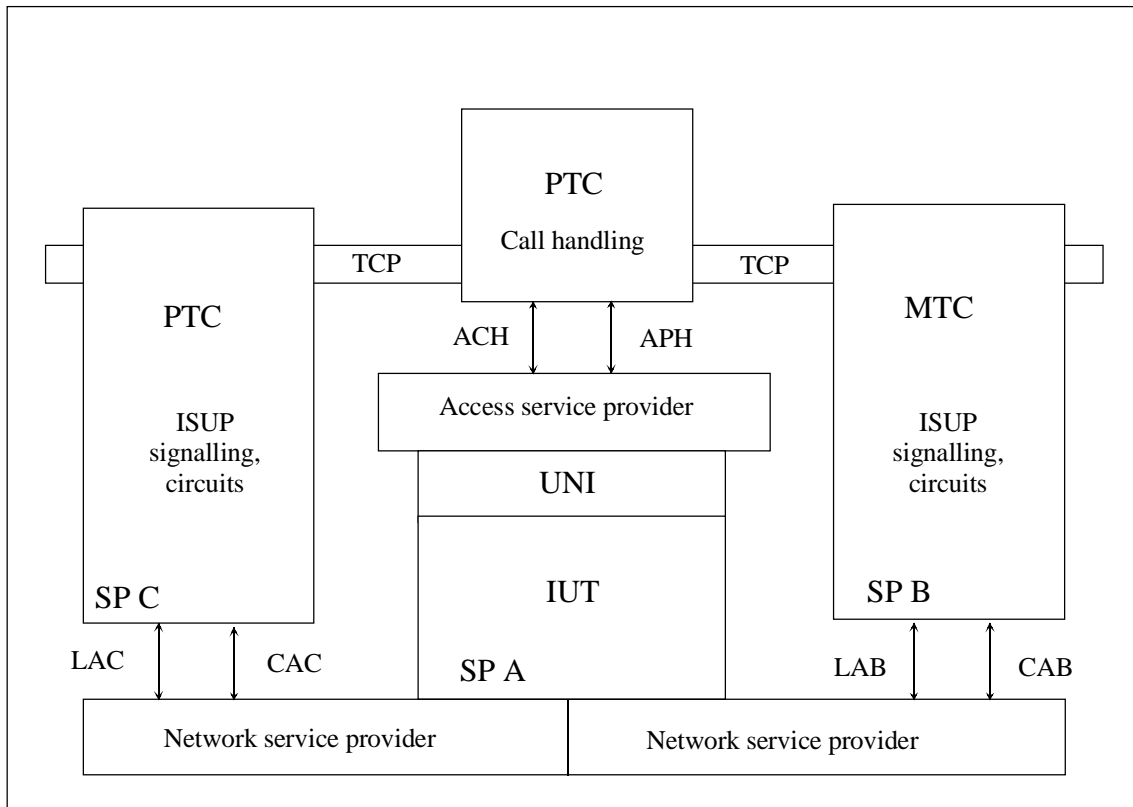 PTC
Call handling
TCP
TCP
PTC
MTC
ACH
APH
ISUP
signalling,
circuits
Access service provider
ISUP
signalling,
circuits
UNI
IUT
SP C
SP B
LAC
CAC
SP A
LAB
CAB
Network service provider
Network service provider